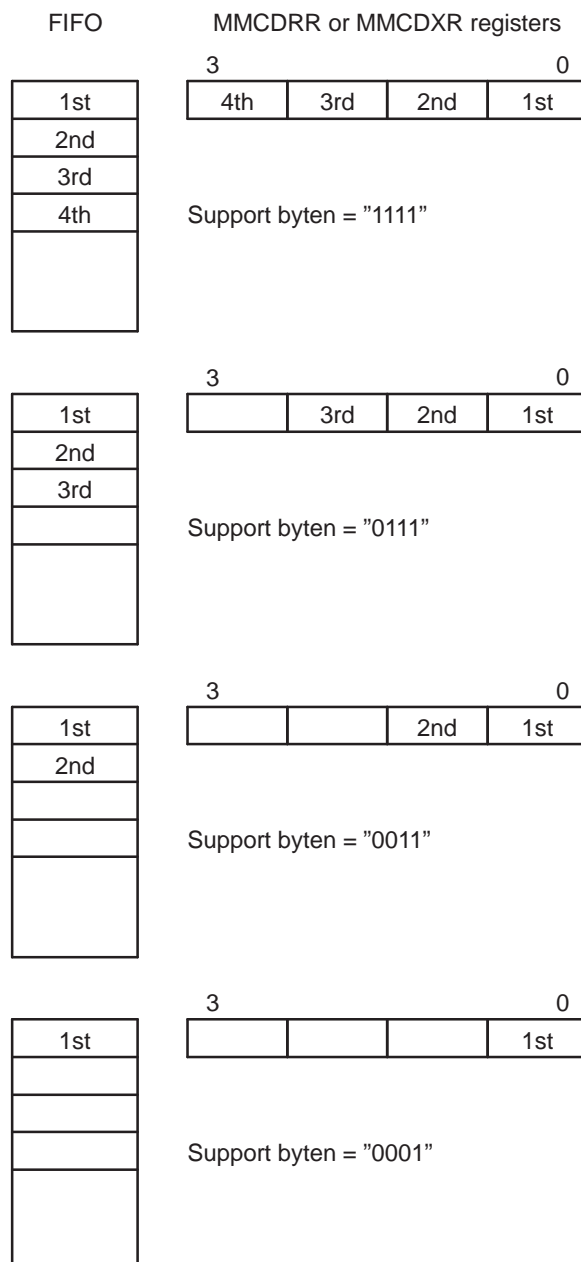 FIFO MMCDRR or MMCDXR registers
3 0
1st 4th 3rd 2nd 1st
2nd
3rd
4th Support byten = ”1111”
3 0
1st 3rd 2nd 1st
2nd
3rd
Support byten = ”0111”
3 0
1st 2nd 1st
2nd
Support byten = ”0011”
3 0
1st 1st
Support byten = ”0001”